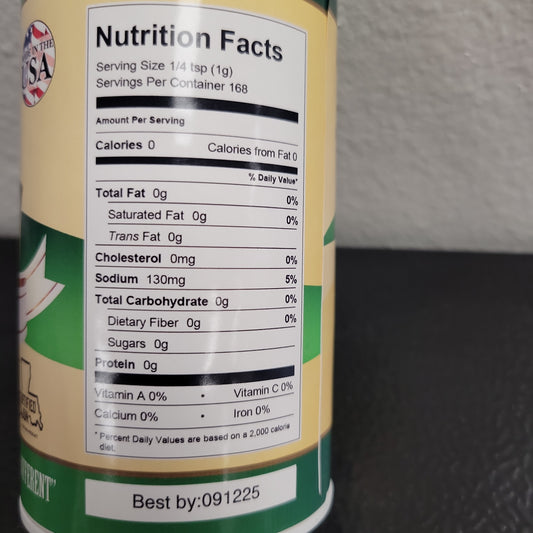 IN THE
USA
Nutrition Facts
Serving Size 1/4 tsp (1g)
Servings Per Container 168
Amount Per Serving
Calories 0 Calories from Fat 0
% Daily Value*
Total Fat 0g 0%
Saturated Fat 0g 0%
Trans Fat 0g
Cholesterol 0mg 0%
Sodium 130mg 5%
Total Carbohydrate 0g 0%
Dietary Fiber 0g 0%
Sugars 0g
Protein 0g
Vitamin A 0% • Vitamin C 0%
Calcium 0% • Iron 0%
* Percent Daily Values are based on a 2,000 calorie
diet.
Best by:091225